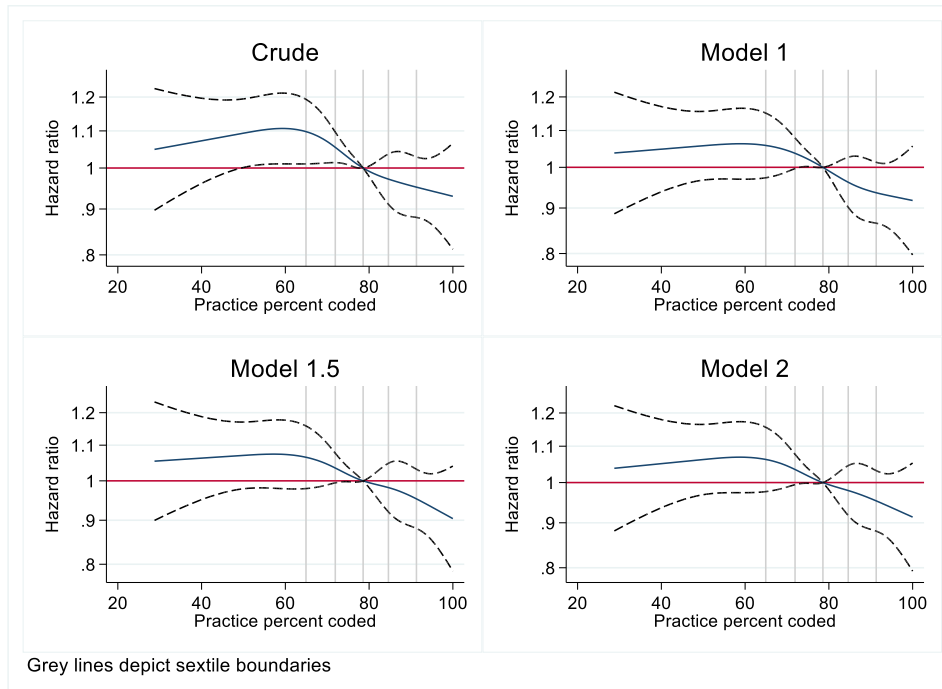 Crude
Hazard ratio
1.2
1.1
1
.9
.8
20 40 60 80 100
Practice percent coded
Model 1
Hazard ratio
1.2
1.1
1
.9
.8
20 40 60 80 100
Practice percent coded
Model 1.5
Hazard ratio
1.2
1.1
1
.9
.8
20 40 60 80 100
Practice percent coded
Model 2
Hazard ratio
1.2
1.1
1
.9
.8
20 40 60 80 100
Practice percent coded
Grey lines depict sextile boundaries